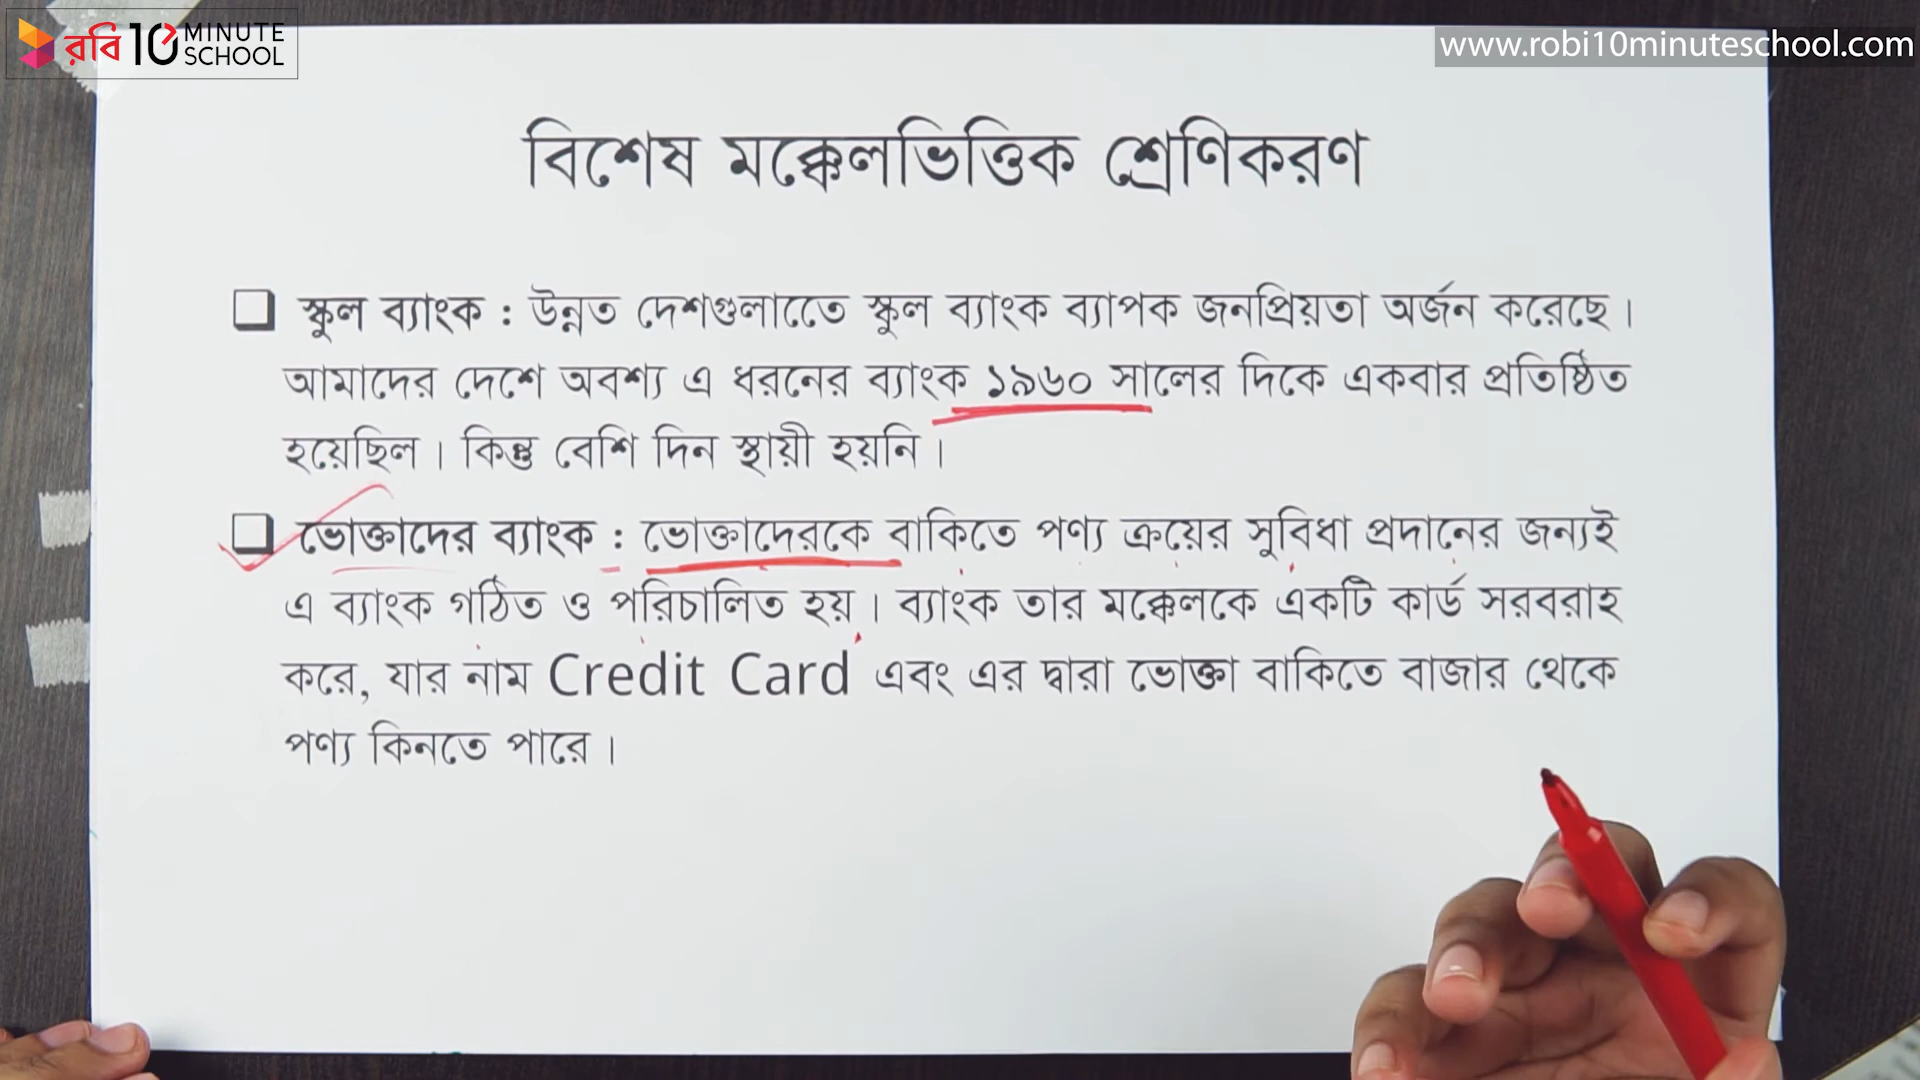 রবি 10 MINUTE SCHOOL
www.robi10minuteschool.com
বিশেষ মক্কেলভিত্তিক শ্রেণিকরণ
স্কুল ব্যাংক : উন্নত দেশগুলাতেে স্কুল ব্যাংক ব্যাপক জনপ্রিয়তা অর্জন করেছে।
আমাদের দেশে অবশ্য এ ধরনের ব্যাংক ১৯৬০ সালের দিকে একবার প্রতিষ্ঠিত
হয়েছিল। কিন্তু বেশি দিন স্থায়ী হয়নি।
ভোক্তাদের ব্যাংক : ভোক্তাদেরকে বাকিতে পণ্য ক্রয়ের সুবিধা প্রদানের জন্যই
এ ব্যাংক গঠিত ও পরিচালিত হয়। ব্যাংক তার মক্কেলকে একটি কার্ড সরবরাহ
করে, যার নাম Credit Card এবং এর দ্বারা ভোক্তা বাকিতে বাজার থেকে
পণ্য কিনতে পারে।